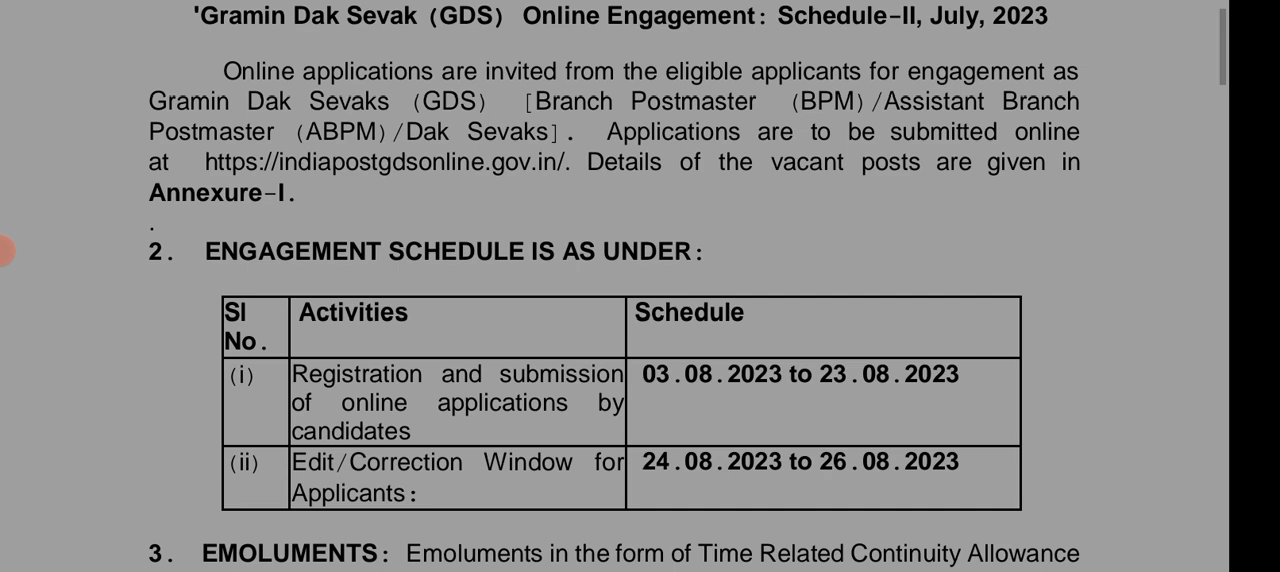 'Gramin Dak Sevak (GDS) Online Engagement: Schedule-II, July, 2023
Online applications are invited from the eligible applicants for engagement as
Gramin Dak Sevaks (GDS) [Branch Postmaster (BPM)/Assistant Branch
Postmaster (ABPM)/Dak Sevaks]. Applications are to be submitted online
at https://indiapostgdsonline.gov.in/. Details of the vacant posts are given in
Annexure-I.
.
2. ENGAGEMENT SCHEDULE IS AS UNDER:
Sl No. Activities Schedule
(i) Registration and submission 03.08.2023 to 23.08.2023
of online applications by
candidates
(ii) Edit/Correction Window for 24.08.2023 to 26.08.2023
Applicants:
3. EMOLUMENTS: Emoluments in the form of Time Related Continuity Allowance